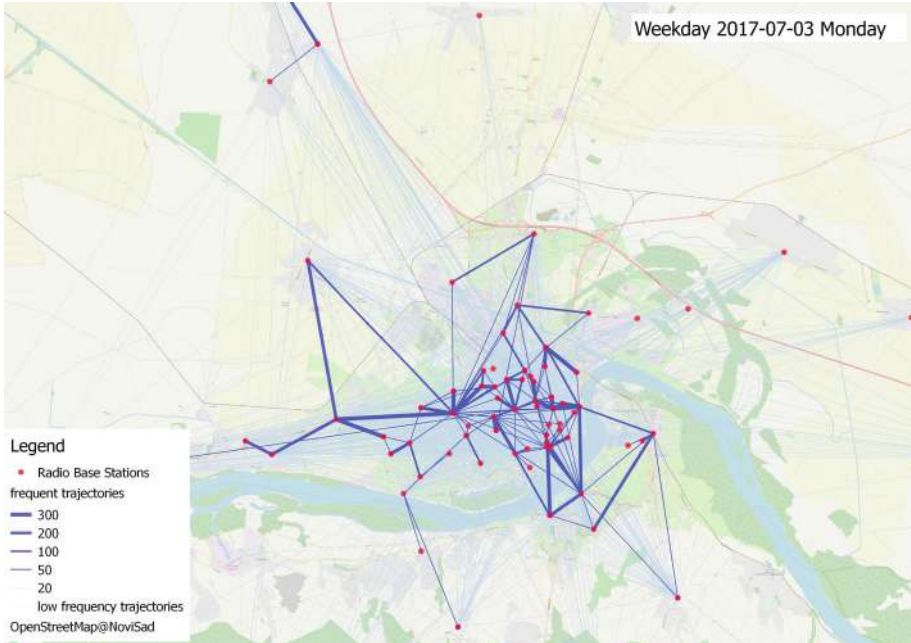 Weekday 2017-07-03 Monday
Legend
Radio Base Stations
frequent trajectories
300
200
100
50
20
low frequency trajectories
OpenStreetMap@NoviSad